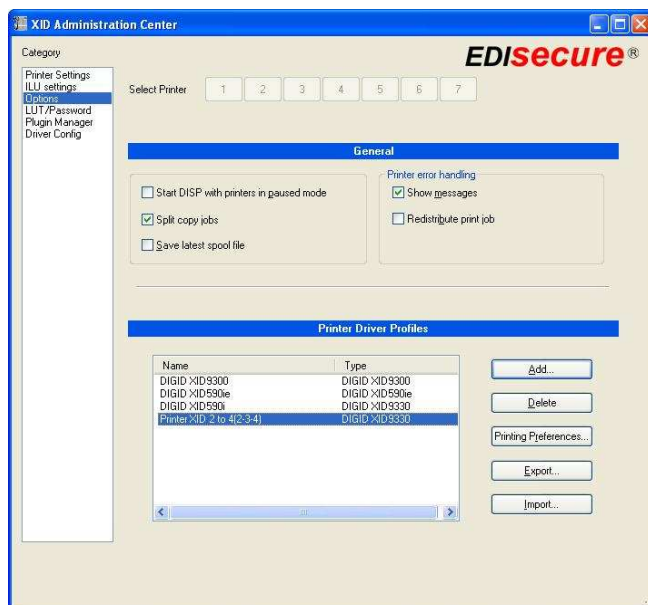 XID Administration Center
Category
EDIsecure®
Printer Settings
ILU settings
Options
LUT/Password
Plugin Manager
Driver Config
Select Printer 1 2 3 4 5 6 7
General
Start DISP with printers in paused mode
Split copy jobs
Save latest spool file
Printer error handling
Show messages
Redistribute print job
Printer Driver Profiles
Name Type
DIGID XID9300 DIGID XID9300
DIGID XID590ie DIGID XID590ie
DIGID XID590i DIGID XID9330
Printer XID 2 to 4(2-3-4) DIGID XID9330
Add...
Delete
Printing Preferences...
Export...
Import...